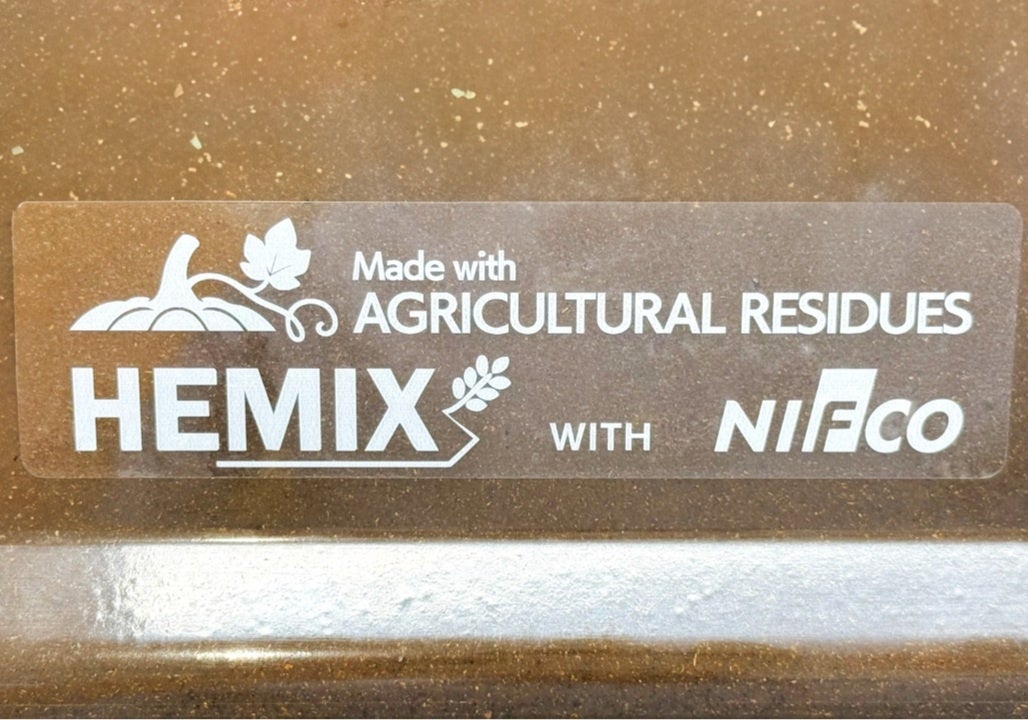 Made with
AGRICULTURAL RESIDUES
HEMIX WITH NIFCO